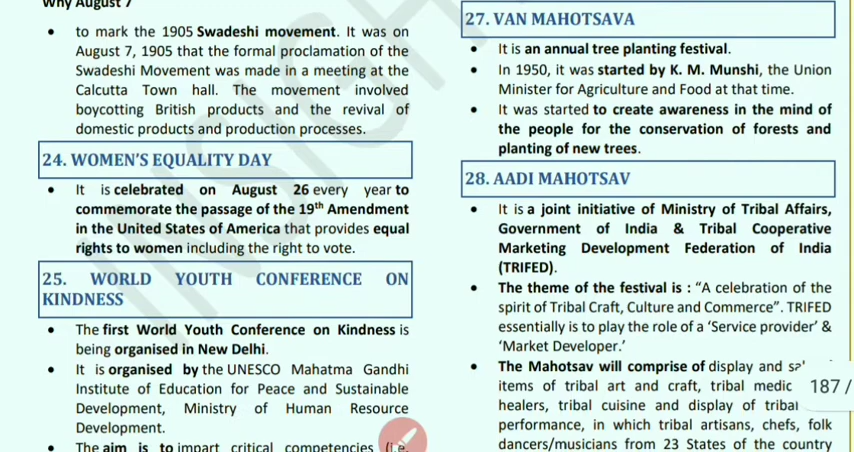 Why August 7
• to mark the 1905 Swadeshi movement. It was on
August 7, 1905 that the formal proclamation of the
Swadeshi Movement was made in a meeting at the
Calcutta Town hall. The movement involved
boycotting British products and the revival of
domestic products and production processes.
24. WOMEN'S EQUALITY DAY
• It is celebrated on August 26 every year to
commemorate the passage of the 19th Amendment
in the United States of America that provides equal
rights to women including the right to vote.
25. WORLD YOUTH CONFERENCE ON
KINDNESS
• The first World Youth Conference on Kindness is
being organised in New Delhi.
• It is organised by the UNESCO Mahatma Gandhi
Institute of Education for Peace and Sustainable
Development, Ministry of Human Resource
Development.
• The aim is to impart critical competencies (i.e.
27. VAN MAHOTSAVA
• It is an annual tree planting festival.
• In 1950, it was started by K. M. Munshi, the Union
Minister for Agriculture and Food at that time.
• It was started to create awareness in the mind of
the people for the conservation of forests and
planting of new trees.
28. AADI MAHOTSAV
• It is a joint initiative of Ministry of Tribal Affairs,
Government of India & Tribal Cooperative
Marketing Development Federation of India
(TRIFED).
• The theme of the festival is : "A celebration of the
spirit of Tribal Craft, Culture and Commerce". TRIFED
essentially is to play the role of a 'Service provider' &
'Market Developer.'
• The Mahotsav will comprise of display and
items of tribal art and craft, tribal medic
healers, tribal cuisine and display of tribal
performance, in which tribal artisans, chefs, folk
dancers/musicians from 23 States of the country
187 /
INSIGH